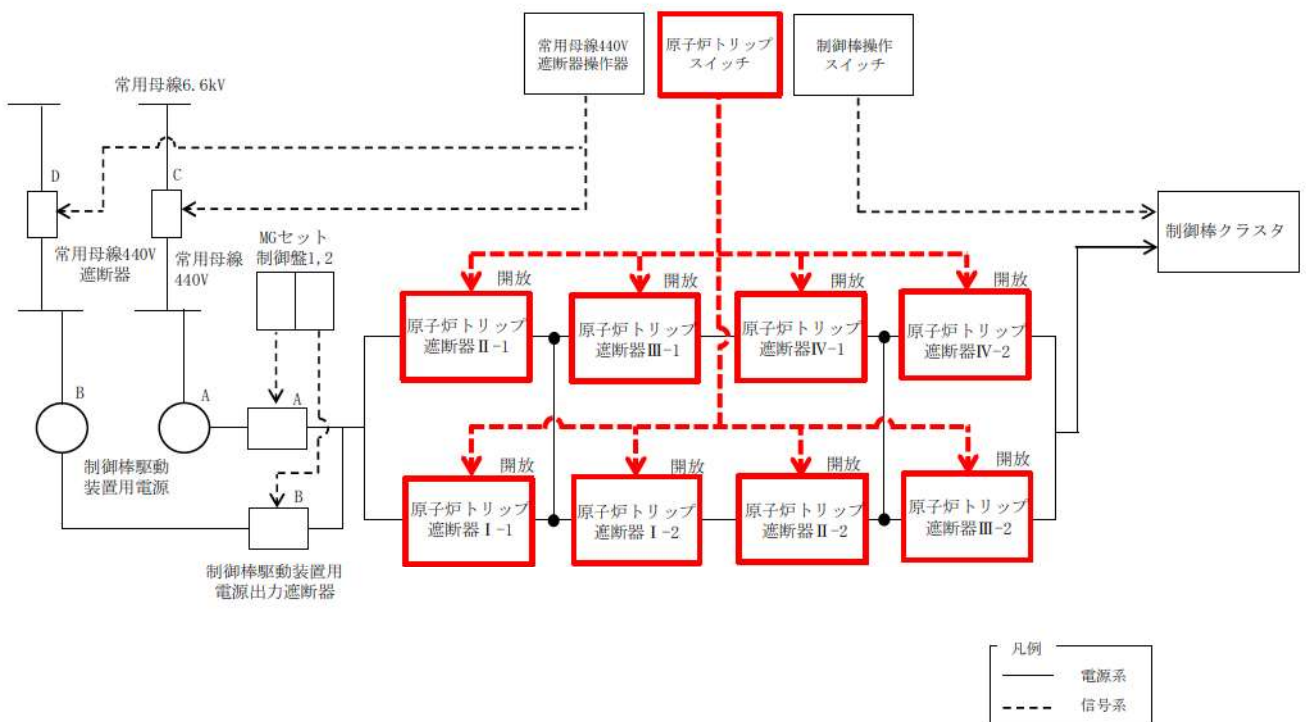 常用母線440V
遮断器操作器
原子炉トリップ
スイッチ
制御棒操作
スイッチ
常用母線6.6kV
D
C
常用母線440V
遮断器
常用母線
440V
MGセット
制御盤1,2
制御棒クラスタ
開放
開放
開放
開放
原子炉トリップ
遮断器Ⅱ-1
原子炉トリップ
遮断器Ⅲ-1
原子炉トリップ
遮断器Ⅳ-1
原子炉トリップ
遮断器Ⅳ-2
B
A
A
制御棒駆動
装置用電源
B
制御棒駆動装置用
電源出力遮断器
開放
開放
開放
開放
原子炉トリップ
遮断器Ⅰ-1
原子炉トリップ
遮断器Ⅰ-2
原子炉トリップ
遮断器Ⅱ-2
原子炉トリップ
遮断器Ⅲ-2
凡例
電源系
信号系